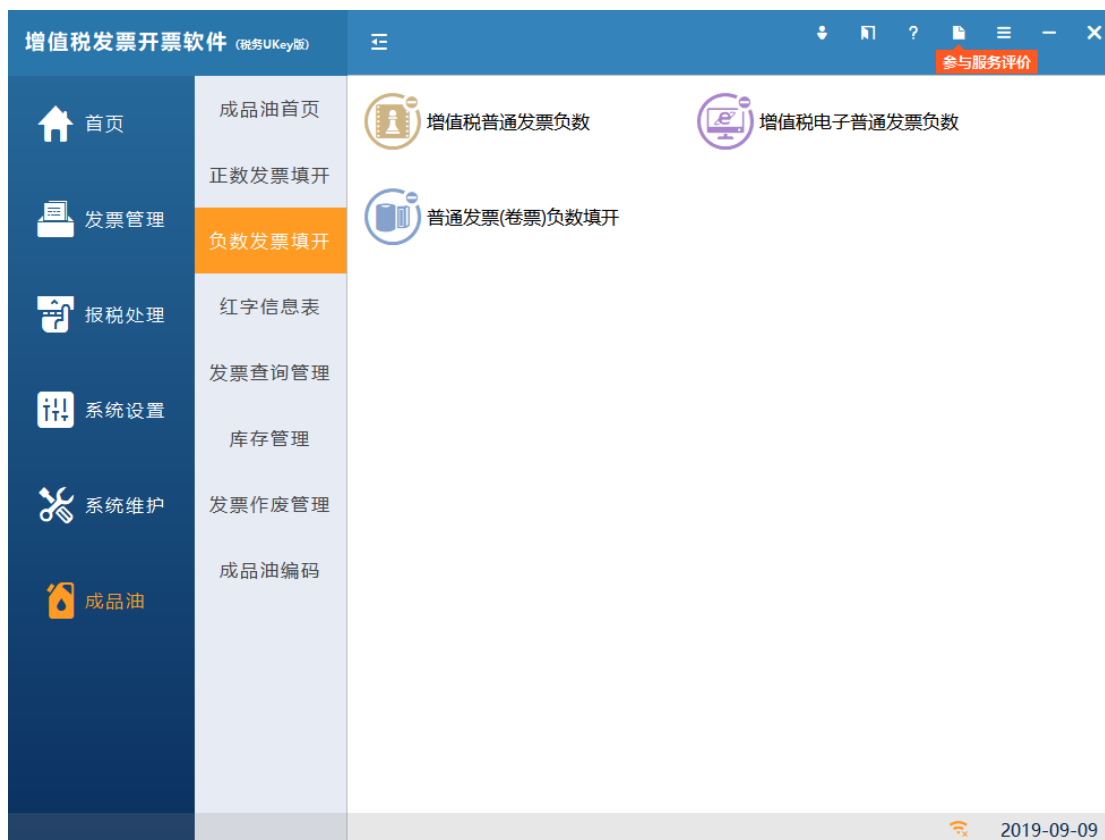 增值税发票开票软件 (税务UKey版)
参与服务评价
首页
发票管理
报税处理
系统设置
系统维护
成品油
成品油首页
正数发票填开
负数发票填开
红字信息表
发票查询管理
库存管理
发票作废管理
成品油编码
增值税普通发票负数
增值税电子普通发票负数
普通发票(卷票)负数填开
2019-09-09